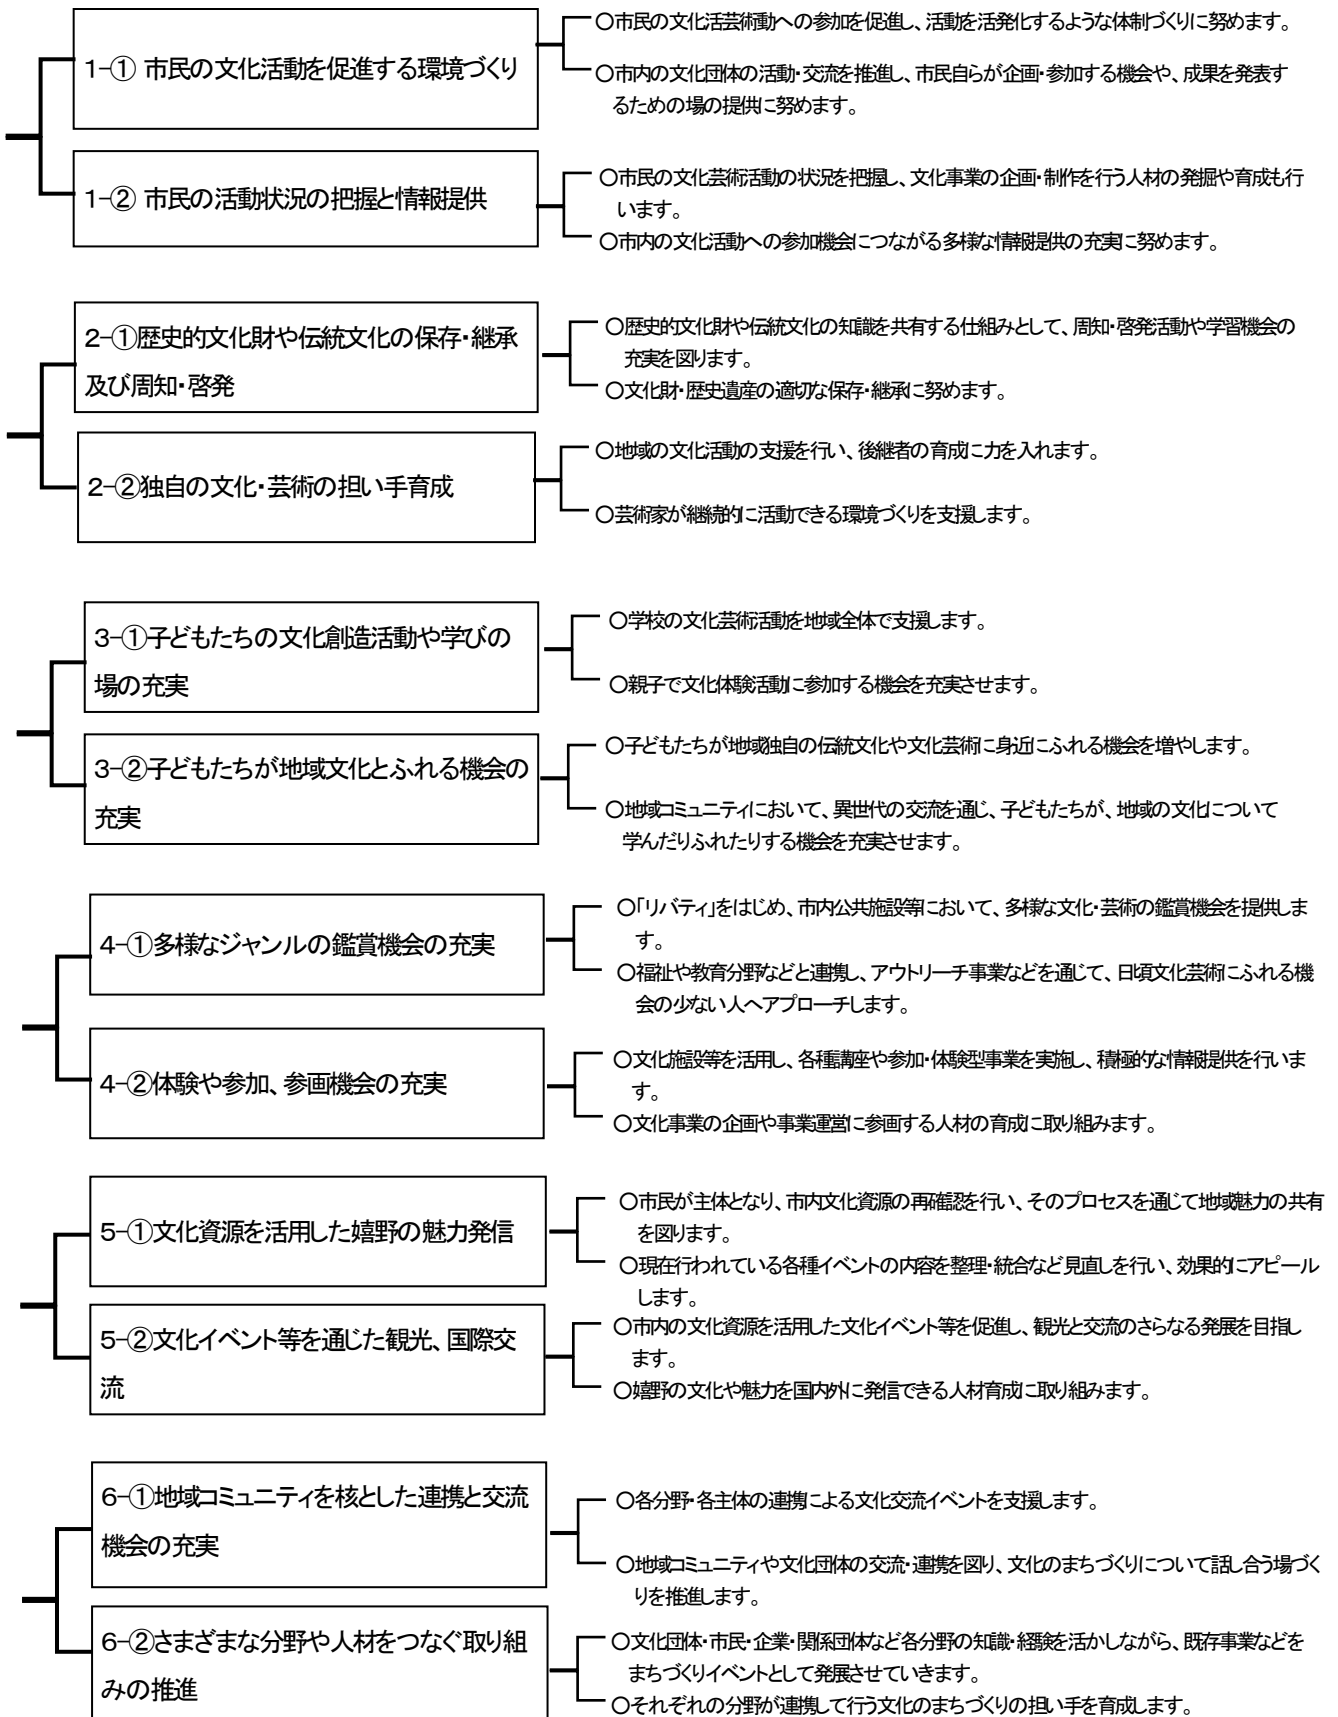 1-① 市民の文化活動を促進する環境づくり
○市民の文化活芸術動への参加を促進し、活動を活発化するような体制づくりに努めます。
○市内の文化団体の活動・交流を推進し、市民自らが企画・参加する機会や、成果を発表す
るための場の提供に努めます。
1-② 市民の活動状況の把握と情報提供
○市民の文化芸術活動の状況を把握し、文化事業の企画・制作を行う人材の発掘や育成も行
います。
○市内の文化活動への参加機会につながる多様な情報提供の充実に努めます。
2-①歴史的文化財や伝統文化の保存・継承
及び周知・啓発
○歴史的文化財や伝統文化の知識を共有する仕組みとして、周知・啓発活動や学習機会の
充実を図ります。
○文化財・歴史遺産の適切な保存・継承に努めます。
2-②独自の文化・芸術の担い手育成
○地域の文化活動の支援を行い、後継者の育成に力を入れます。
○芸術家が継続的に活動できる環境づくりを支援します。
3-①子どもたちの文化創造活動や学びの
場の充実
○学校の文化芸術活動を地域全体で支援します。
○親子で文化体験活動に参加する機会を充実させます。
3-②子どもたちが地域文化とふれる機会の
充実
○子どもたちが地域独自の伝統文化や文化芸術に身近にふれる機会を増やします。
○地域コミュニティにおいて、異世代の交流を通じ、子どもたちが、地域の文化について
学んだりふれたりする機会を充実させます。
4-①多様なジャンルの鑑賞機会の充実
○「リバティ」をはじめ、市内公共施設等において、多様な文化・芸術の鑑賞機会を提供しま
す。
○福祉や教育分野などと連携し、アウトリーチ事業などを通じて、日頃文化芸術にふれる機
会の少ない人へアプローチします。
4-②体験や参加、参画機会の充実
○文化施設等を活用し、各種講座や参加・体験型事業を実施し、積極的な情報提供を行いま
す。
○文化事業の企画や事業運営に参画する人材の育成に取り組みます。
5-①文化資源を活用した嬉野の魅力発信
○市民が主体となり、市内文化資源の再確認を行い、そのプロセスを通じて地域魅力の共有
を図ります。
○現在行われている各種イベントの内容を整理・統合など見直しを行い、効果的にアピール
します。
5-②文化イベント等を通じた観光、国際交
流
○市内の文化資源を活用した文化イベント等を促進し、観光と交流のさらなる発展を目指し
ます。
○嬉野の文化や魅力を国内外に発信できる人材育成に取り組みます。
6-①地域コミュニティを核とした連携と交流
機会の充実
○各分野・各主体の連携による文化交流イベントを支援します。
○地域コミュニティや文化団体の交流・連携を図り、文化のまちづくりについて話し合う場づく
りを推進します。
6-②さまざまな分野や人材をつなぐ取り組
みの推進
○文化団体・市民・企業・関係団体など各分野の知識・経験を活かしながら、既存事業などを
まちづくりイベントとして発展させていきます。
○それぞれの分野が連携して行う文化のまちづくりの担い手を育成します。